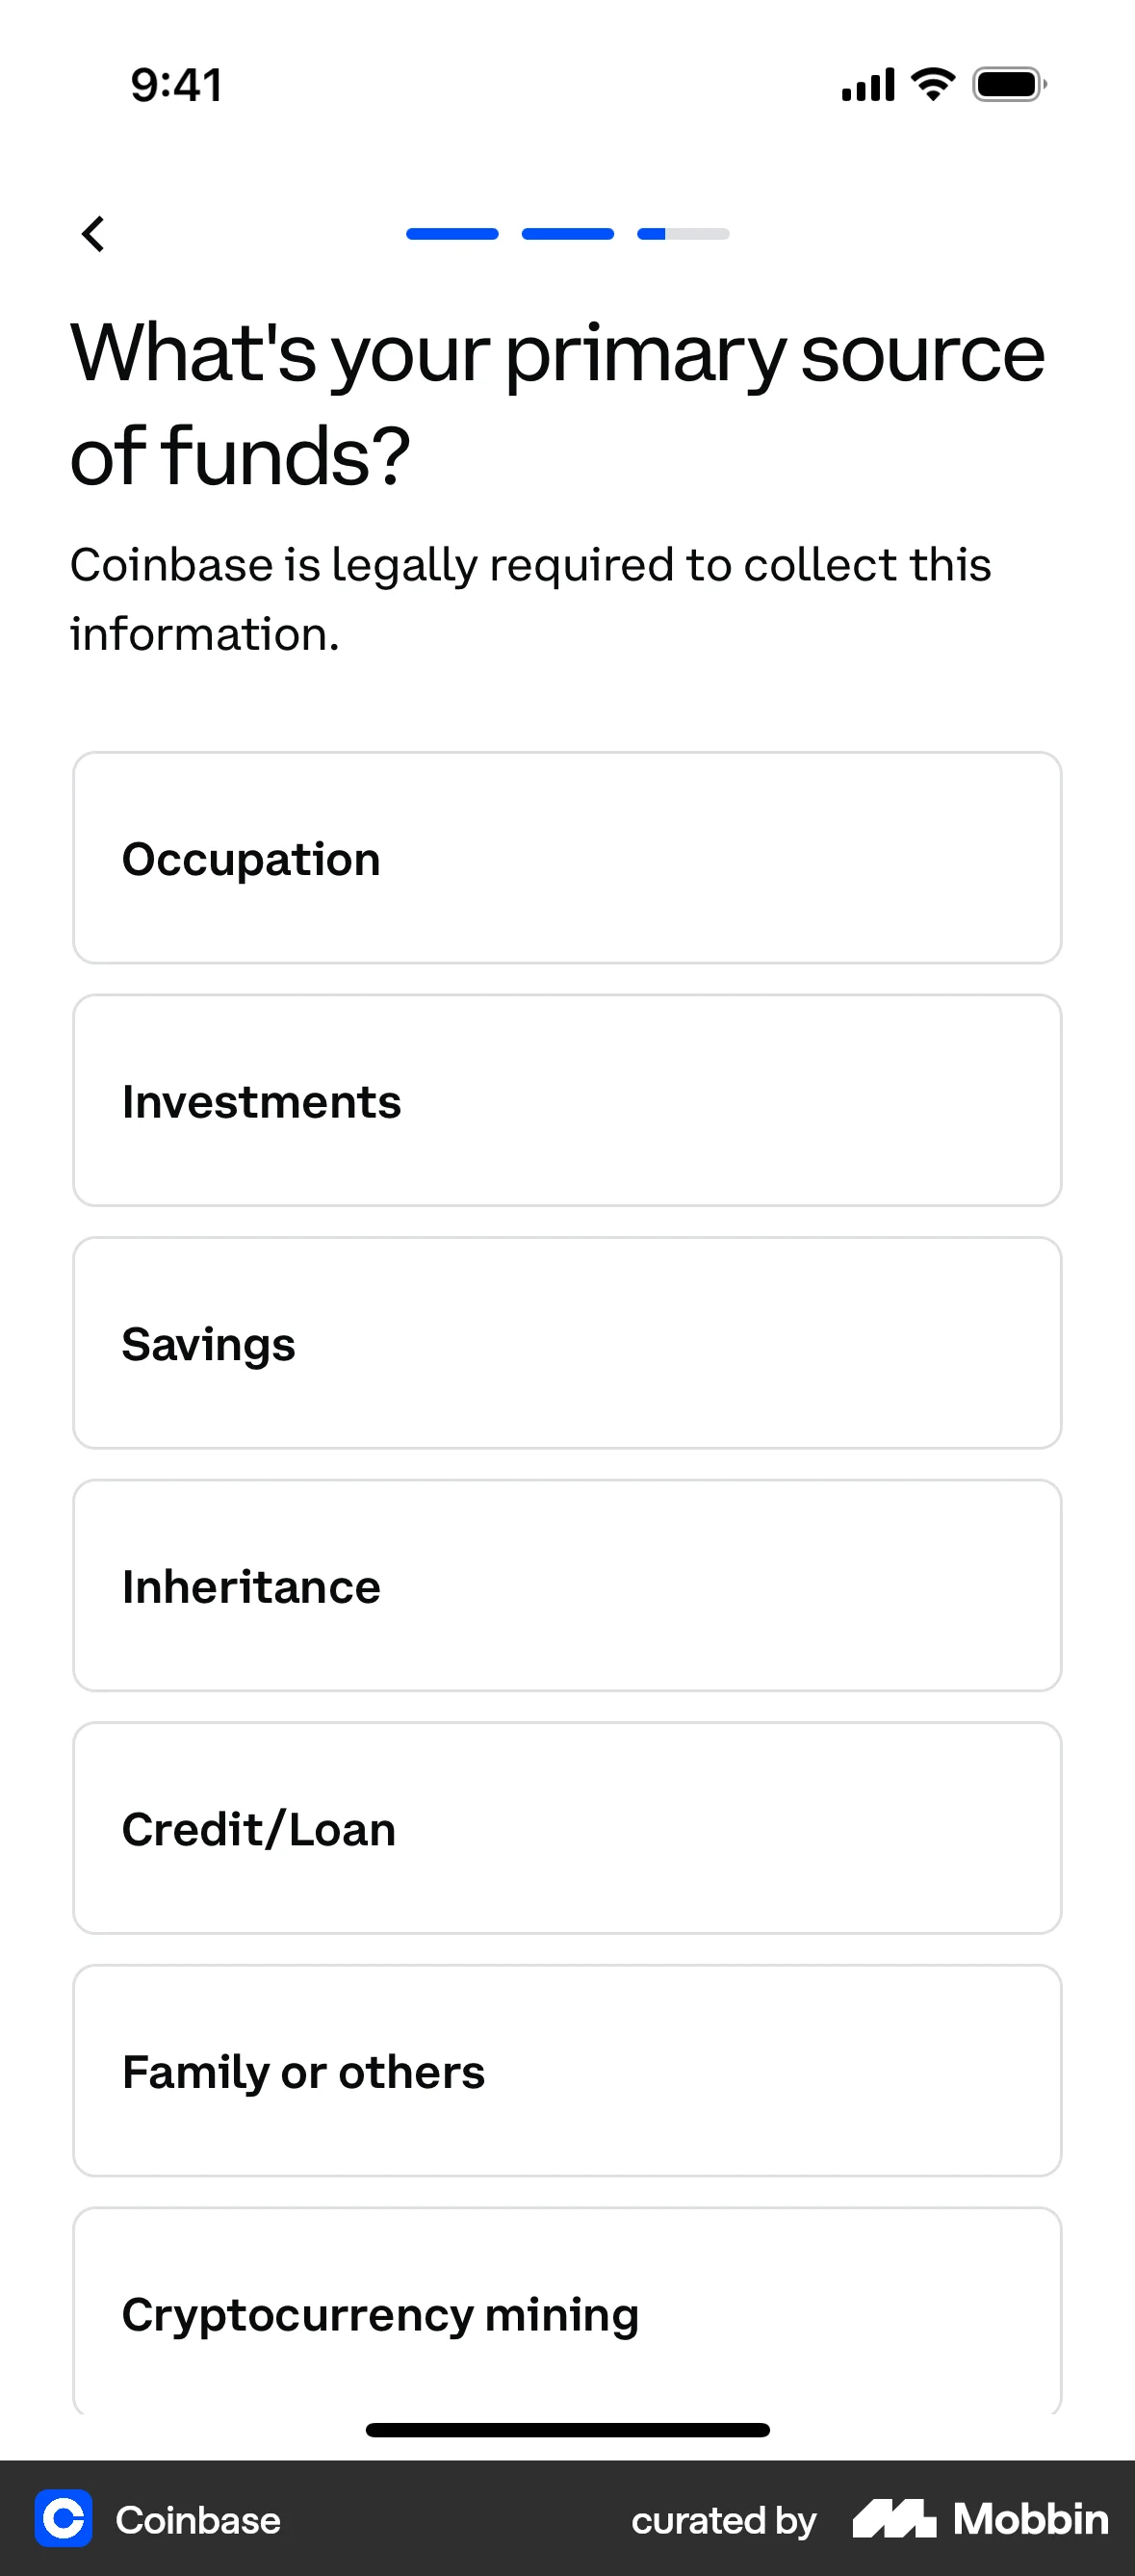 9:41
What's your primary source
of funds?
Coinbase is legally required to collect this
information.
Occupation
Investments
Savings
Inheritance
Credit/Loan
Family or others
Cryptocurrency mining
Coinbase
curated by Mobbin